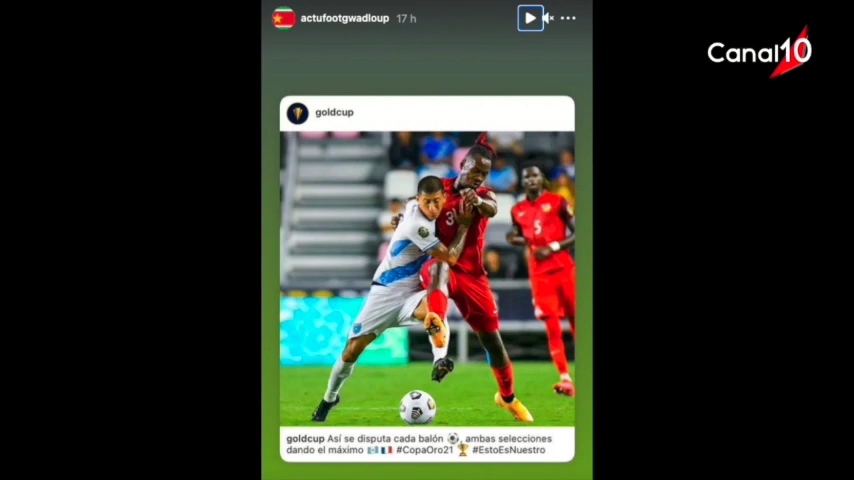 actufootgwadloup 17 h
Canal10
goldcup
3
5
goldcup Así se disputa cada balón ⚽, ambas selecciones
dando el máximo 🇬🇹 🇫🇷 #CopaOro21 🏆 #EstoEsNuestro